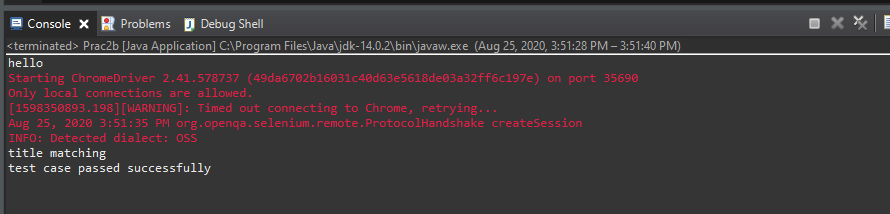 Console Problems Debug Shell
<terminated> Prac2b [Java Application] C:\Program Files\Java\jdk-14.0.2\bin\javaw.exe (Aug 25, 2020, 3:51:28 PM – 3:51:40 PM)
hello
Starting ChromeDriver 2.41.578737 (49da6702b16031c40d63e5618de03a32ff6c197e) on port 35690
Only local connections are allowed.
[1598350893.198][WARNING]: Timed out connecting to Chrome, retrying...
Aug 25, 2020 3:51:35 PM org.openqa.selenium.remote.ProtocolHandshake createSession
INFO: Detected dialect: OSS
title matching
test case passed successfully